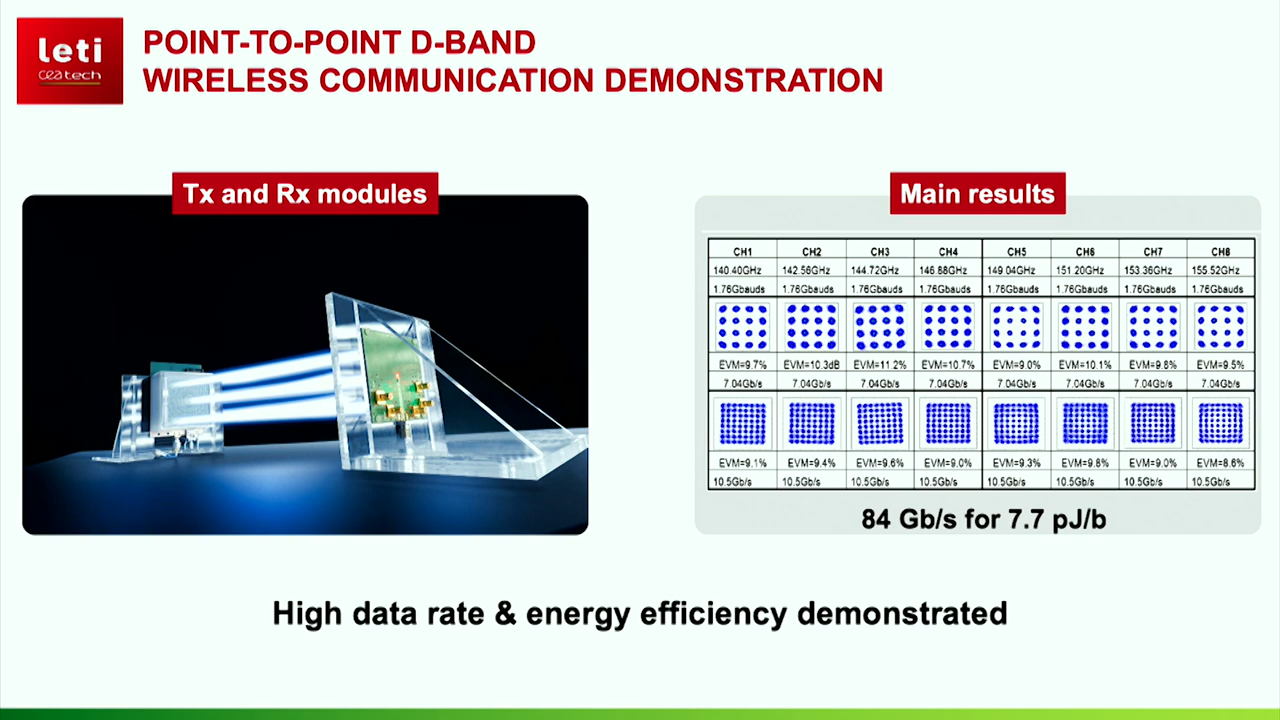 leti
ceatech
POINT-TO-POINT D-BAND
WIRELESS COMMUNICATION DEMONSTRATION
Tx and Rx modules
Main results
CH1 CH2 CH3 CH4 CH5 CH6 CH7 CH8
140.40GHz 142.56GHz 144.72GHz 146.88GHz 149.04GHz 151.20GHz 153.36GHz 155.52GHz
1.76Gbauds 1.76Gbauds 1.76Gbauds 1.76Gbauds 1.76Gbauds 1.76Gbauds 1.76Gbauds 1.76Gbauds
EVM=9.7% EVM=10.3dB EVM=11.2% EVM=10.7% EVM=9.0% EVM=10.1% EVM=9.8% EVM=9.5%
7.04Gb/s 7.04Gb/s 7.04Gb/s 7.04Gb/s 7.04Gb/s 7.04Gb/s 7.04Gb/s 7.04Gb/s
EVM=9.1% EVM=9.4% EVM=9.6% EVM=9.0% EVM=9.3% EVM=9.8% EVM=9.0% EVM=8.6%
10.5Gb/s 10.5Gb/s 10.5Gb/s 10.5Gb/s 10.5Gb/s 10.5Gb/s 10.5Gb/s 10.5Gb/s
84 Gb/s for 7.7 pJ/b
High data rate & energy efficiency demonstrated